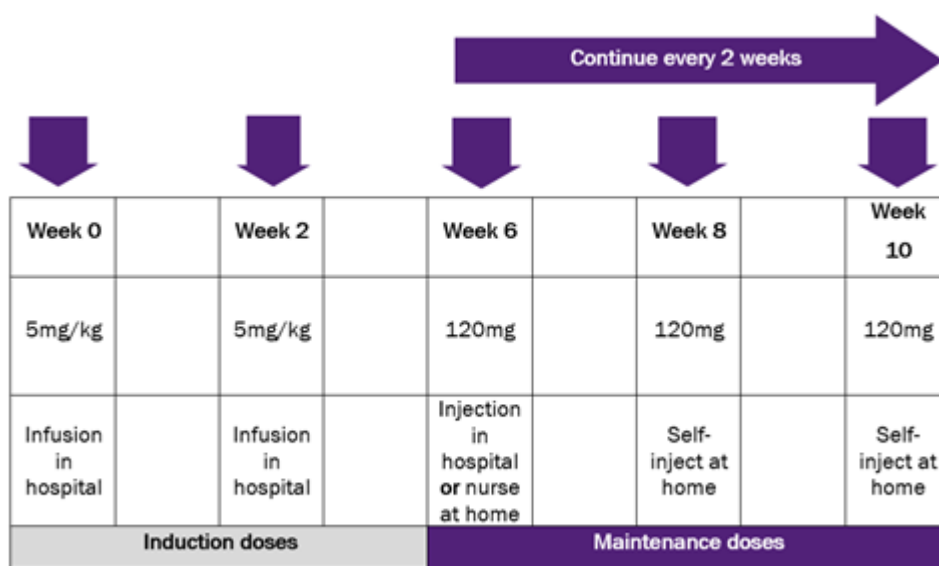 Continue every 2 weeks
Week 0 Week 2 Week 6 Week 8 Week
10
5mg/kg 5mg/kg 120mg 120mg 120mg
Infusion
in
hospital
Infusion
in
hospital
Injection
in
hospital
or nurse
at home
Self-
inject at
home
Self-
inject at
home
Induction doses Maintenance doses